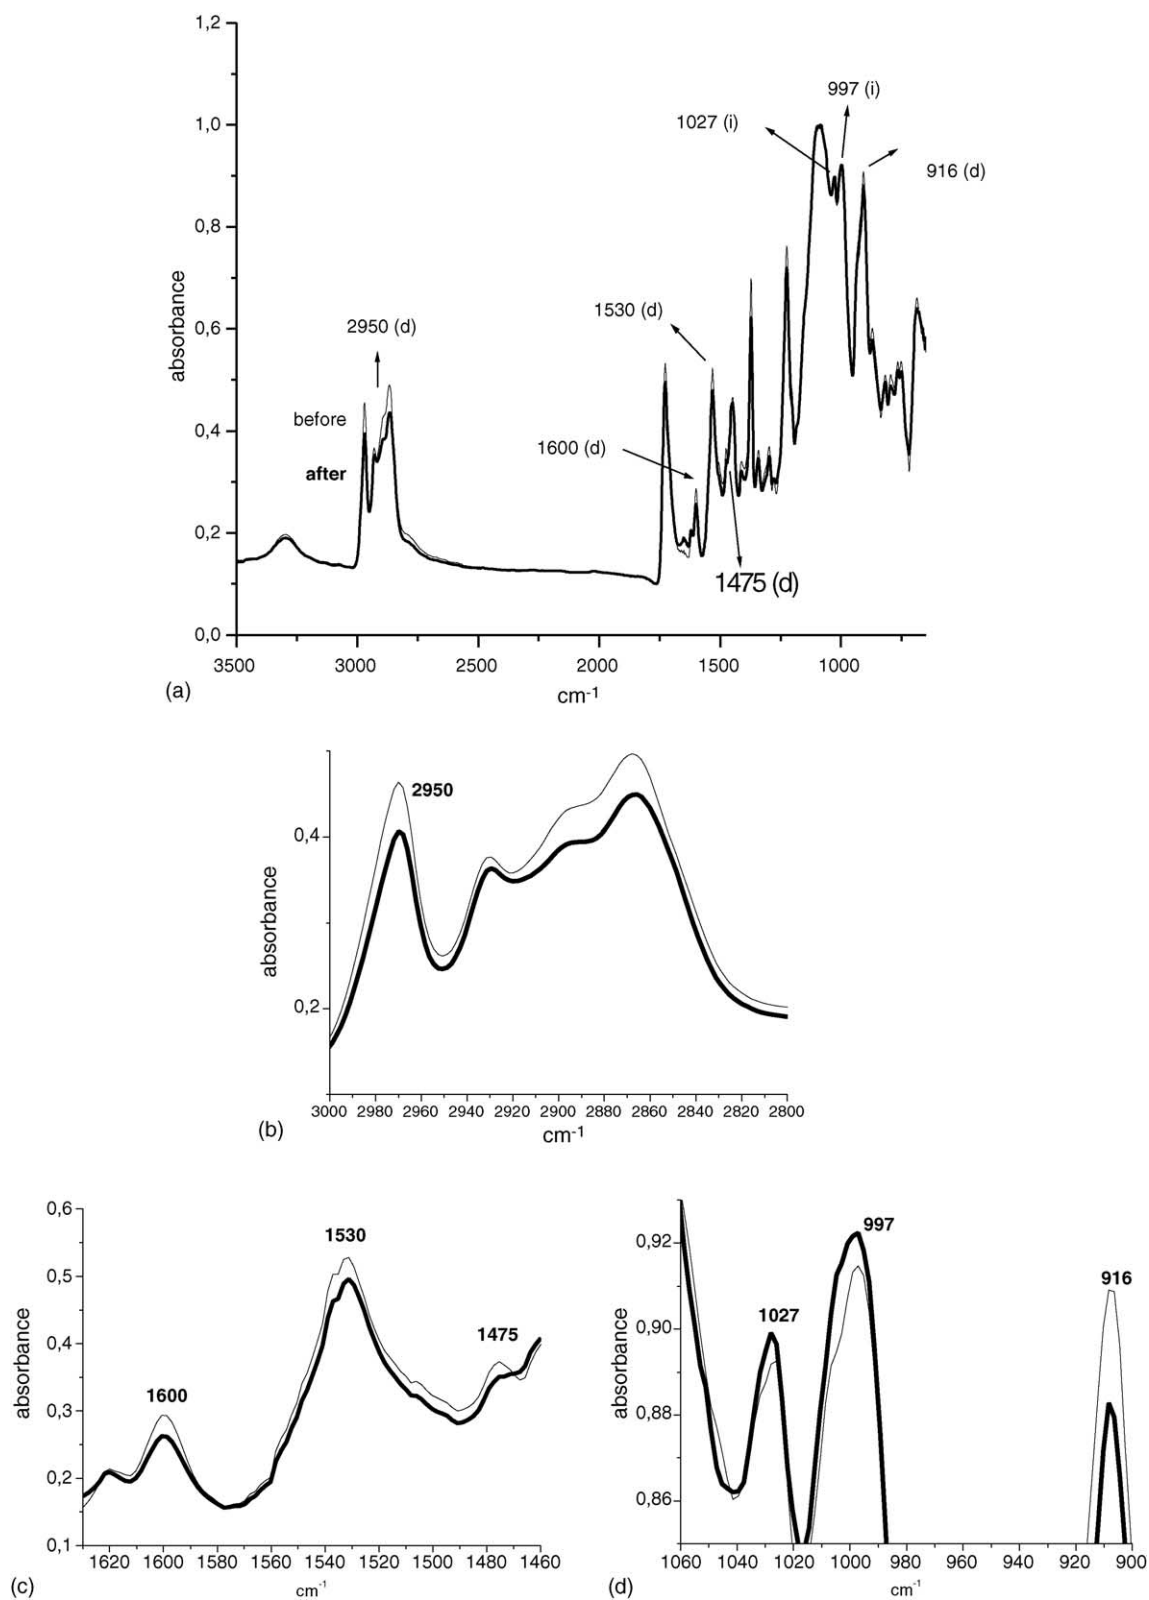 1,2
1,0
0,8
0,6
0,4
0,2
0,0
absorbance
997 (i)
1027 (i)
916 (d)
1530 (d)
2950 (d)
before
after
1600 (d)
1475 (d)
3500 3000 2500 2000 1500 1000
cm-1
(a)
2950
0,4
0,2
absorbance
3000 2980 2960 2940 2920 2900 2880 2860 2840 2820 2800
cm-1
(b)
0,6
0,5
0,4
0,3
0,2
0,1
absorbance
1530
1475
1600
1620 1600 1580 1560 1540 1520 1500 1480 1460
cm-1
(c)
0,92
0,90
0,88
0,86
absorbance
997
916
1027
1060 1040 1020 1000 980 960 940 920 900
cm-1
(d)